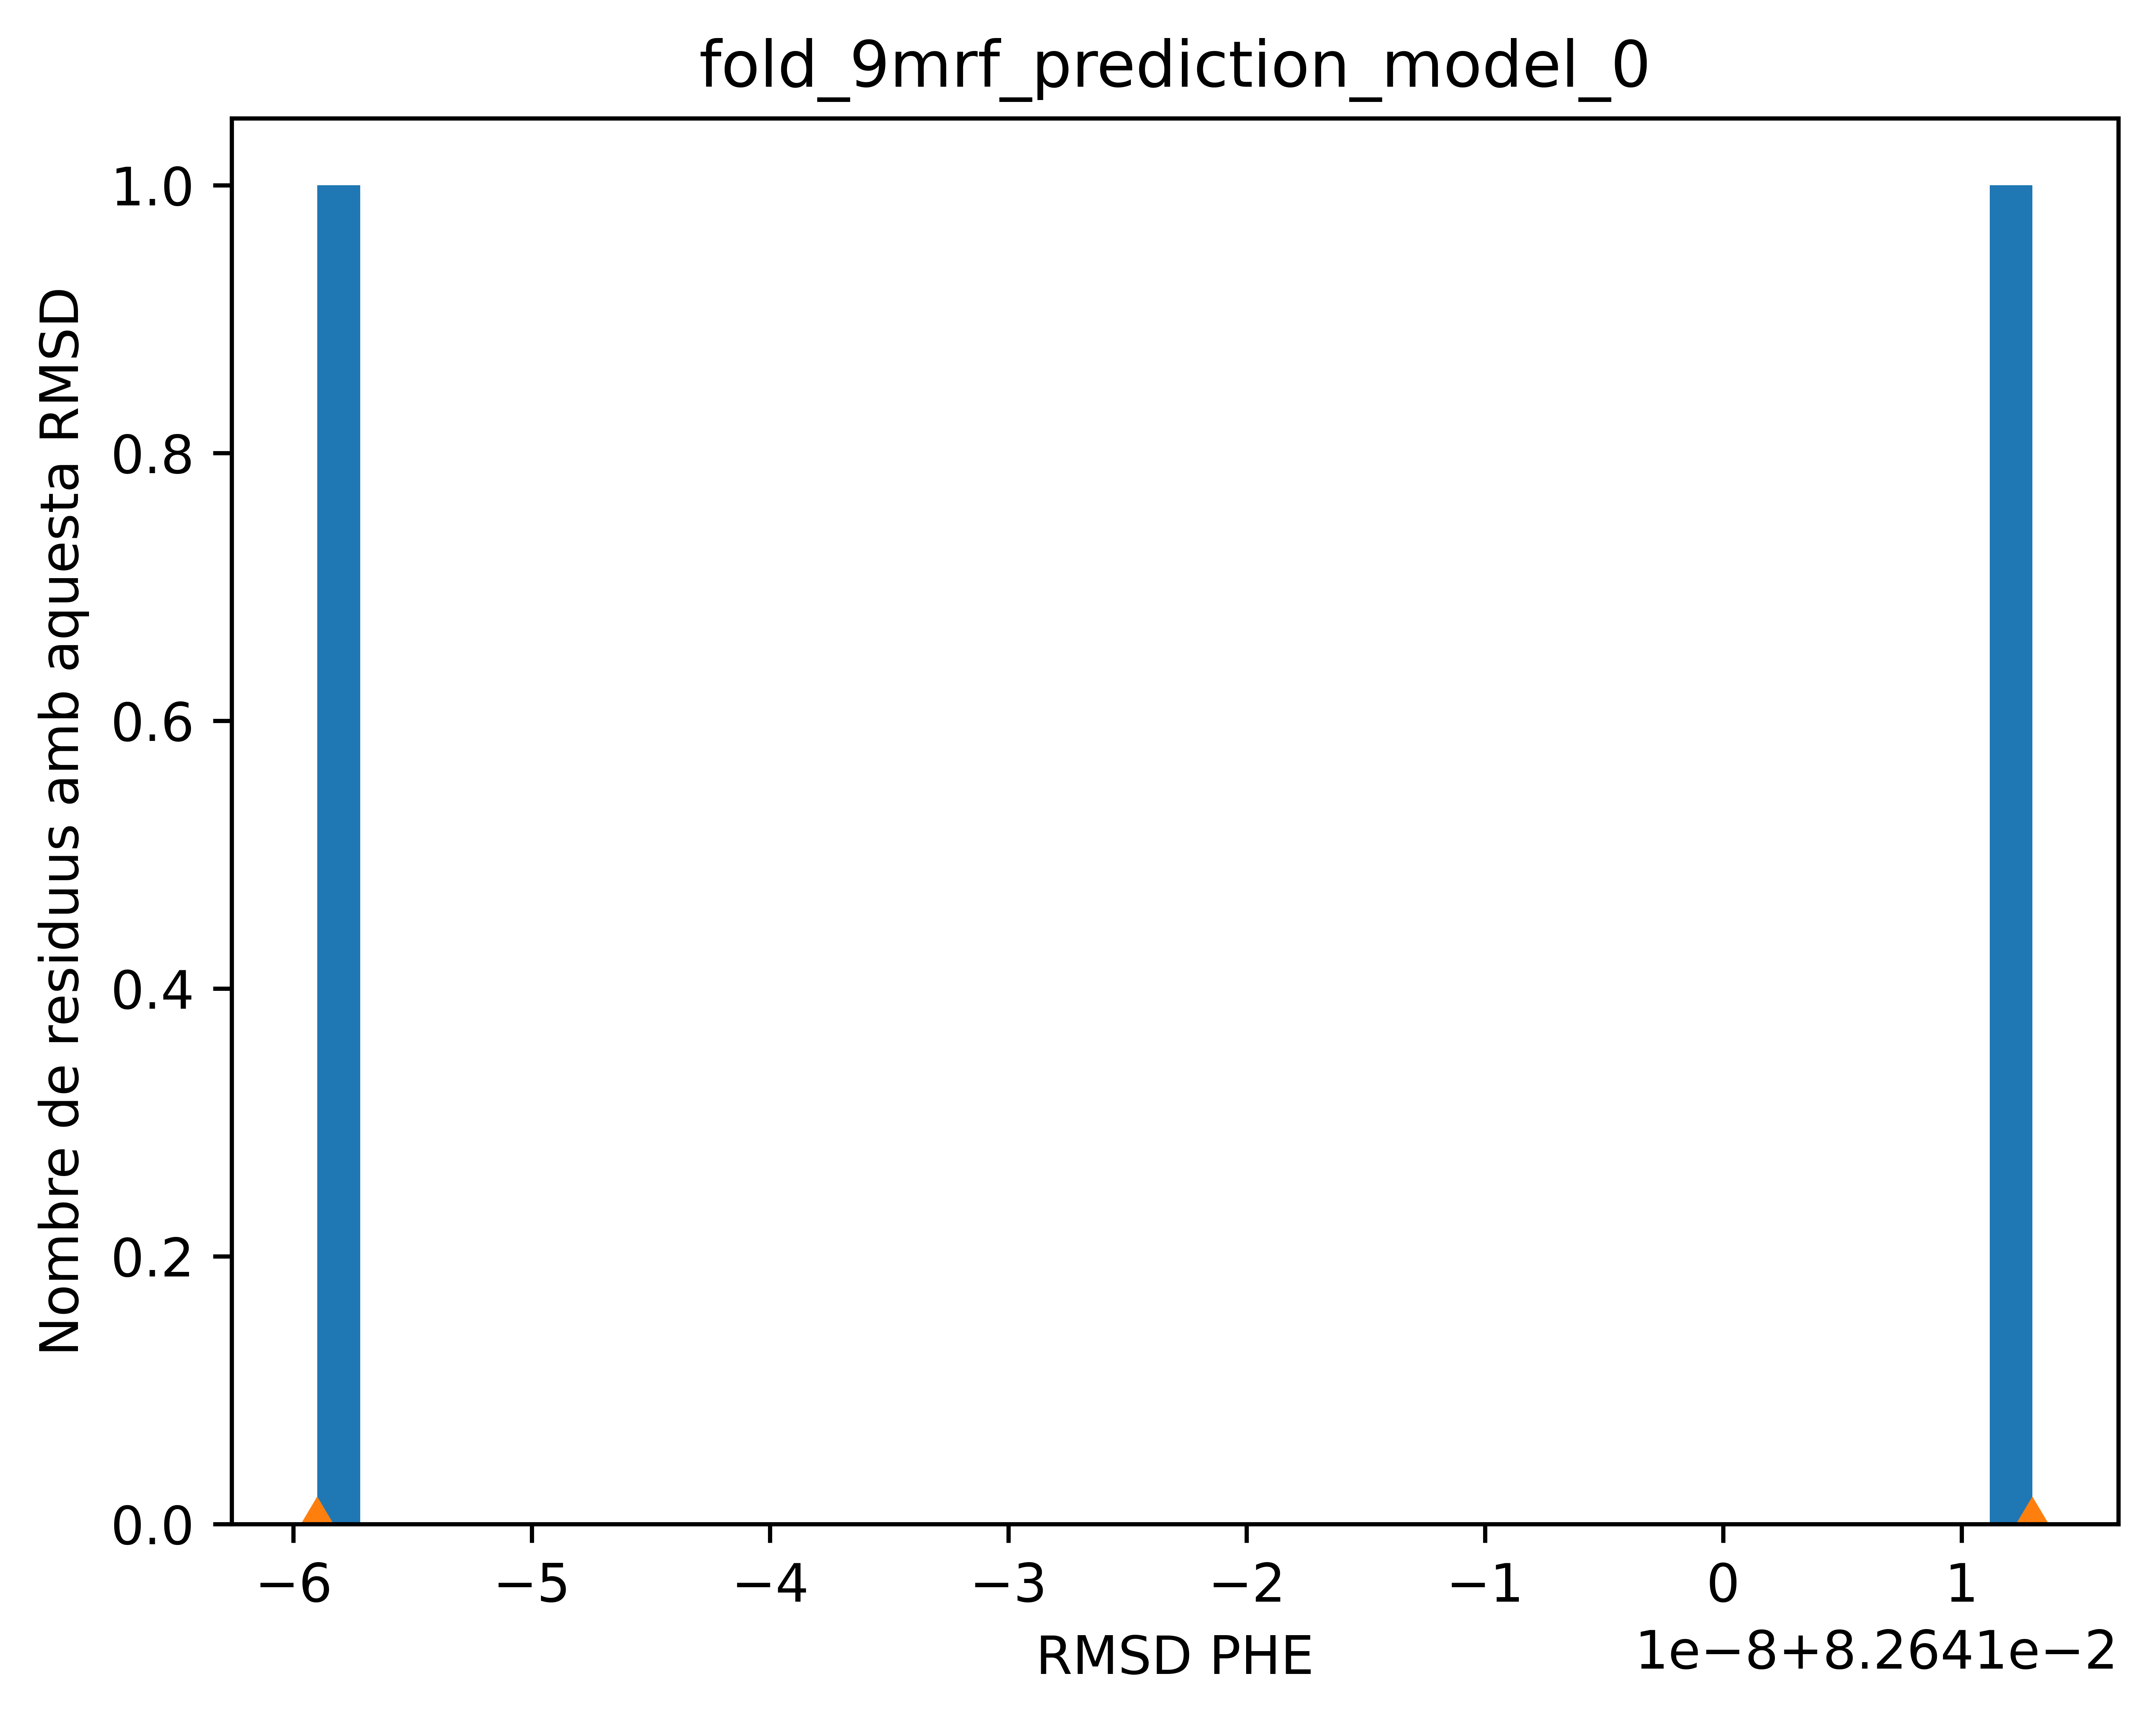 fold_9mrf_prediction_model_0
Nombre de residuus amb aquesta RMSD
1.0
0.8
0.6
0.4
0.2
0.0
−6 −5 −4 −3 −2 −1 0 1
RMSD PHE
1e−8+8.2641e−2